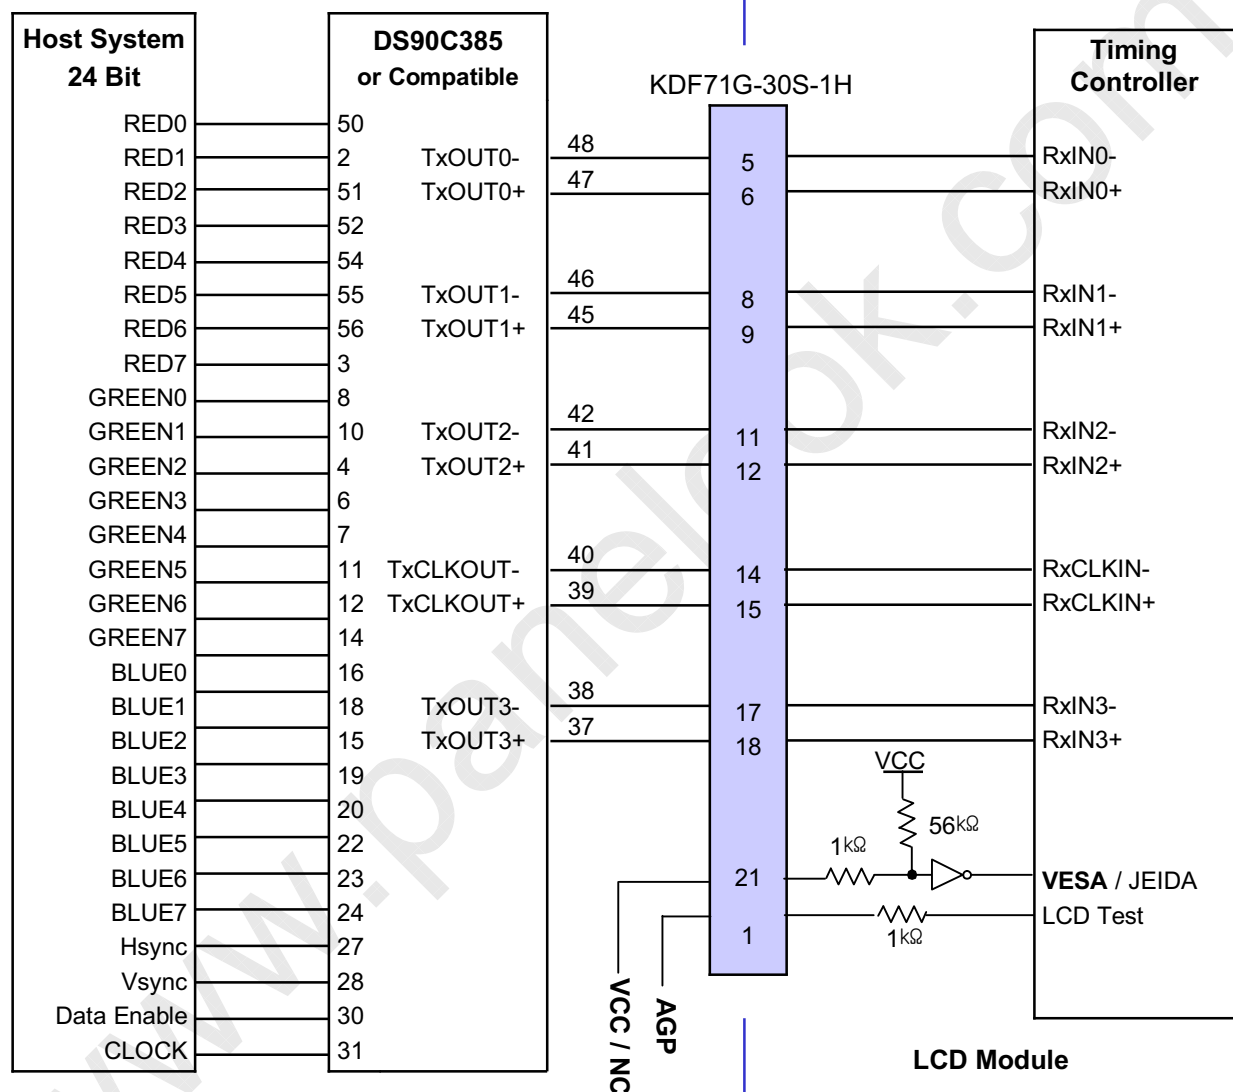 Host System
24 Bit
RED0
RED1
RED2
RED3
RED4
RED5
RED6
RED7
GREEN0
GREEN1
GREEN2
GREEN3
GREEN4
GREEN5
GREEN6
GREEN7
BLUE0
BLUE1
BLUE2
BLUE3
BLUE4
BLUE5
BLUE6
BLUE7
Hsync
Vsync
Data Enable
CLOCK
DS90C385
or Compatible
50
2
51
52
54
55
56
3
8
10
4
6
7
11
12
14
16
18
15
19
20
22
23
24
27
28
30
31
TxOUT0-
TxOUT0+
TxOUT1-
TxOUT1+
TxOUT2-
TxOUT2+
TxCLKOUT-
TxCLKOUT+
TxOUT3-
TxOUT3+
48
47
46
45
42
41
40
39
38
37
KDF71G-30S-1H
5
6
8
9
11
12
14
15
17
18
21
1
VCC / NC
AGP
VCC
56kΩ
1kΩ
1kΩ
Timing
Controller
RxIN0-
RxIN0+
RxIN1-
RxIN1+
RxIN2-
RxIN2+
RxCLKIN-
RxCLKIN+
RxIN3-
RxIN3+
VESA / JEIDA
LCD Test
LCD Module
www.panelook.com